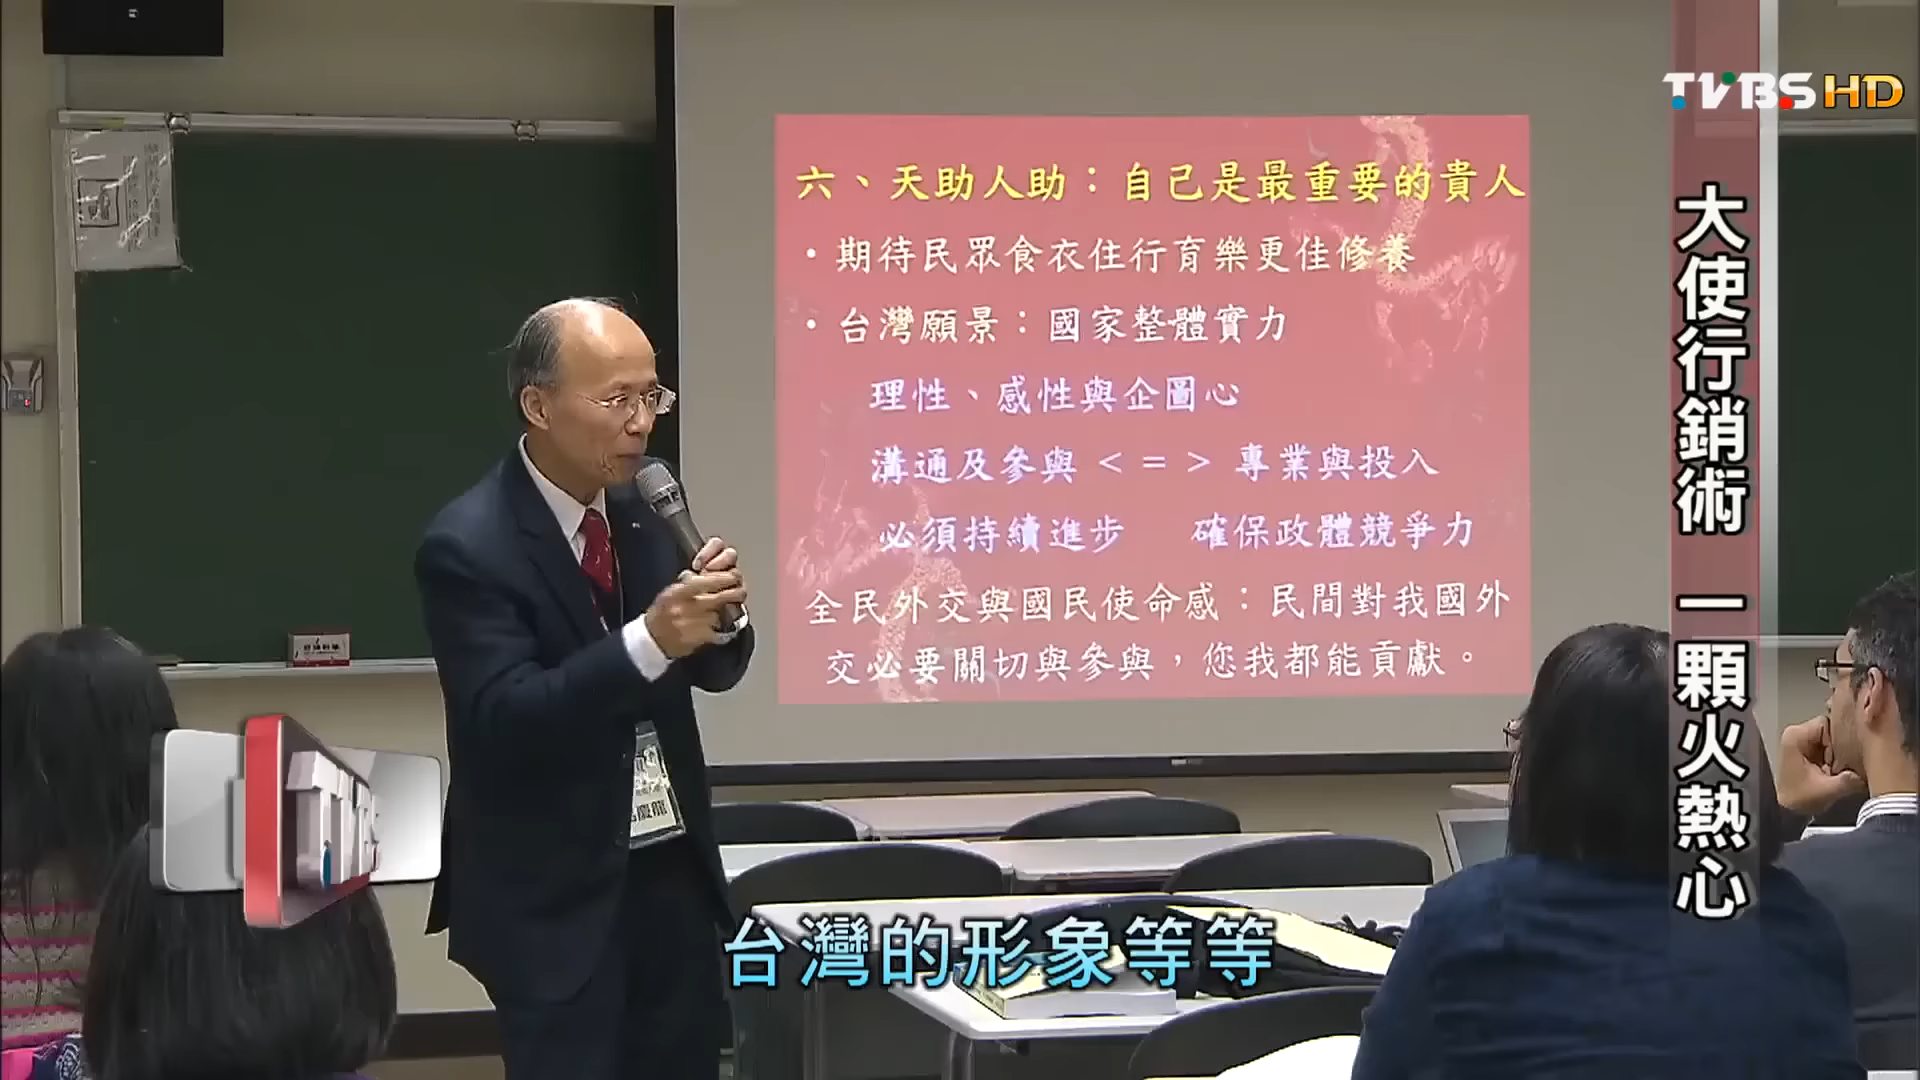 TVBS HD
六、天助人助：自己是最重要的貴人
•期待民眾食衣住行育樂更佳修養
•台灣願景：國家整體實力
理性、感性與企圖心
溝通及參與 < = > 專業與投入
必須持續進步 確保政體競爭力
全民外交與國民使命感：民間對我國外
交必要關切與參與，您我都能貢獻。
大使行銷術 一顆火熱心
台灣的形象等等